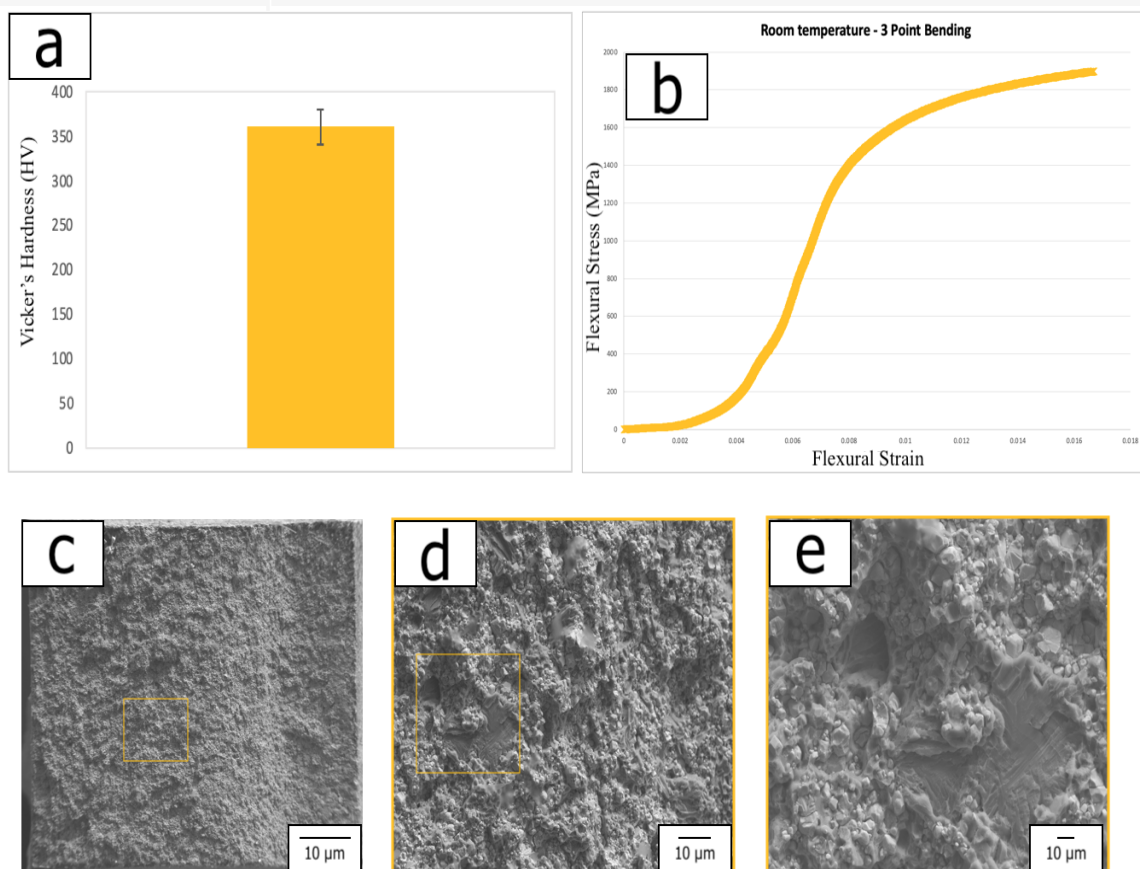 a
400
350
300
250
200
150
100
50
0
Vicker's Hardness (HV)
Room temperature - 3 Point Bending
b
2000
1800
1600
1400
1200
1000
800
600
400
200
0
Flexural Stress (MPa)
0 0.002 0.004 0.006 0.008 0.01 0.012 0.014 0.016 0.018
Flexural Strain
c
10 µm
d
10 µm
e
10 µm